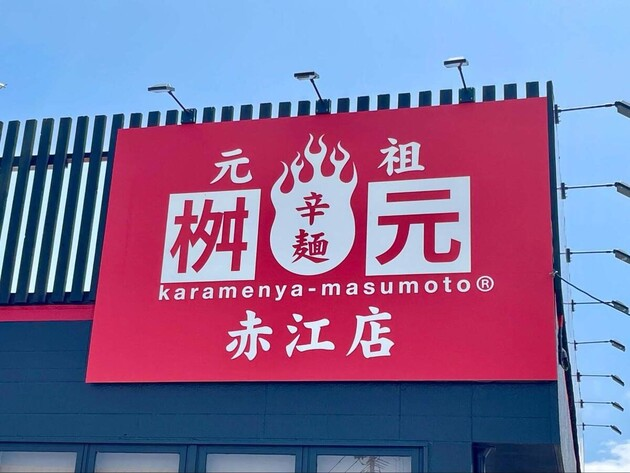 元祖
桝元
辛麺
karamenya-masumoto®
赤江店